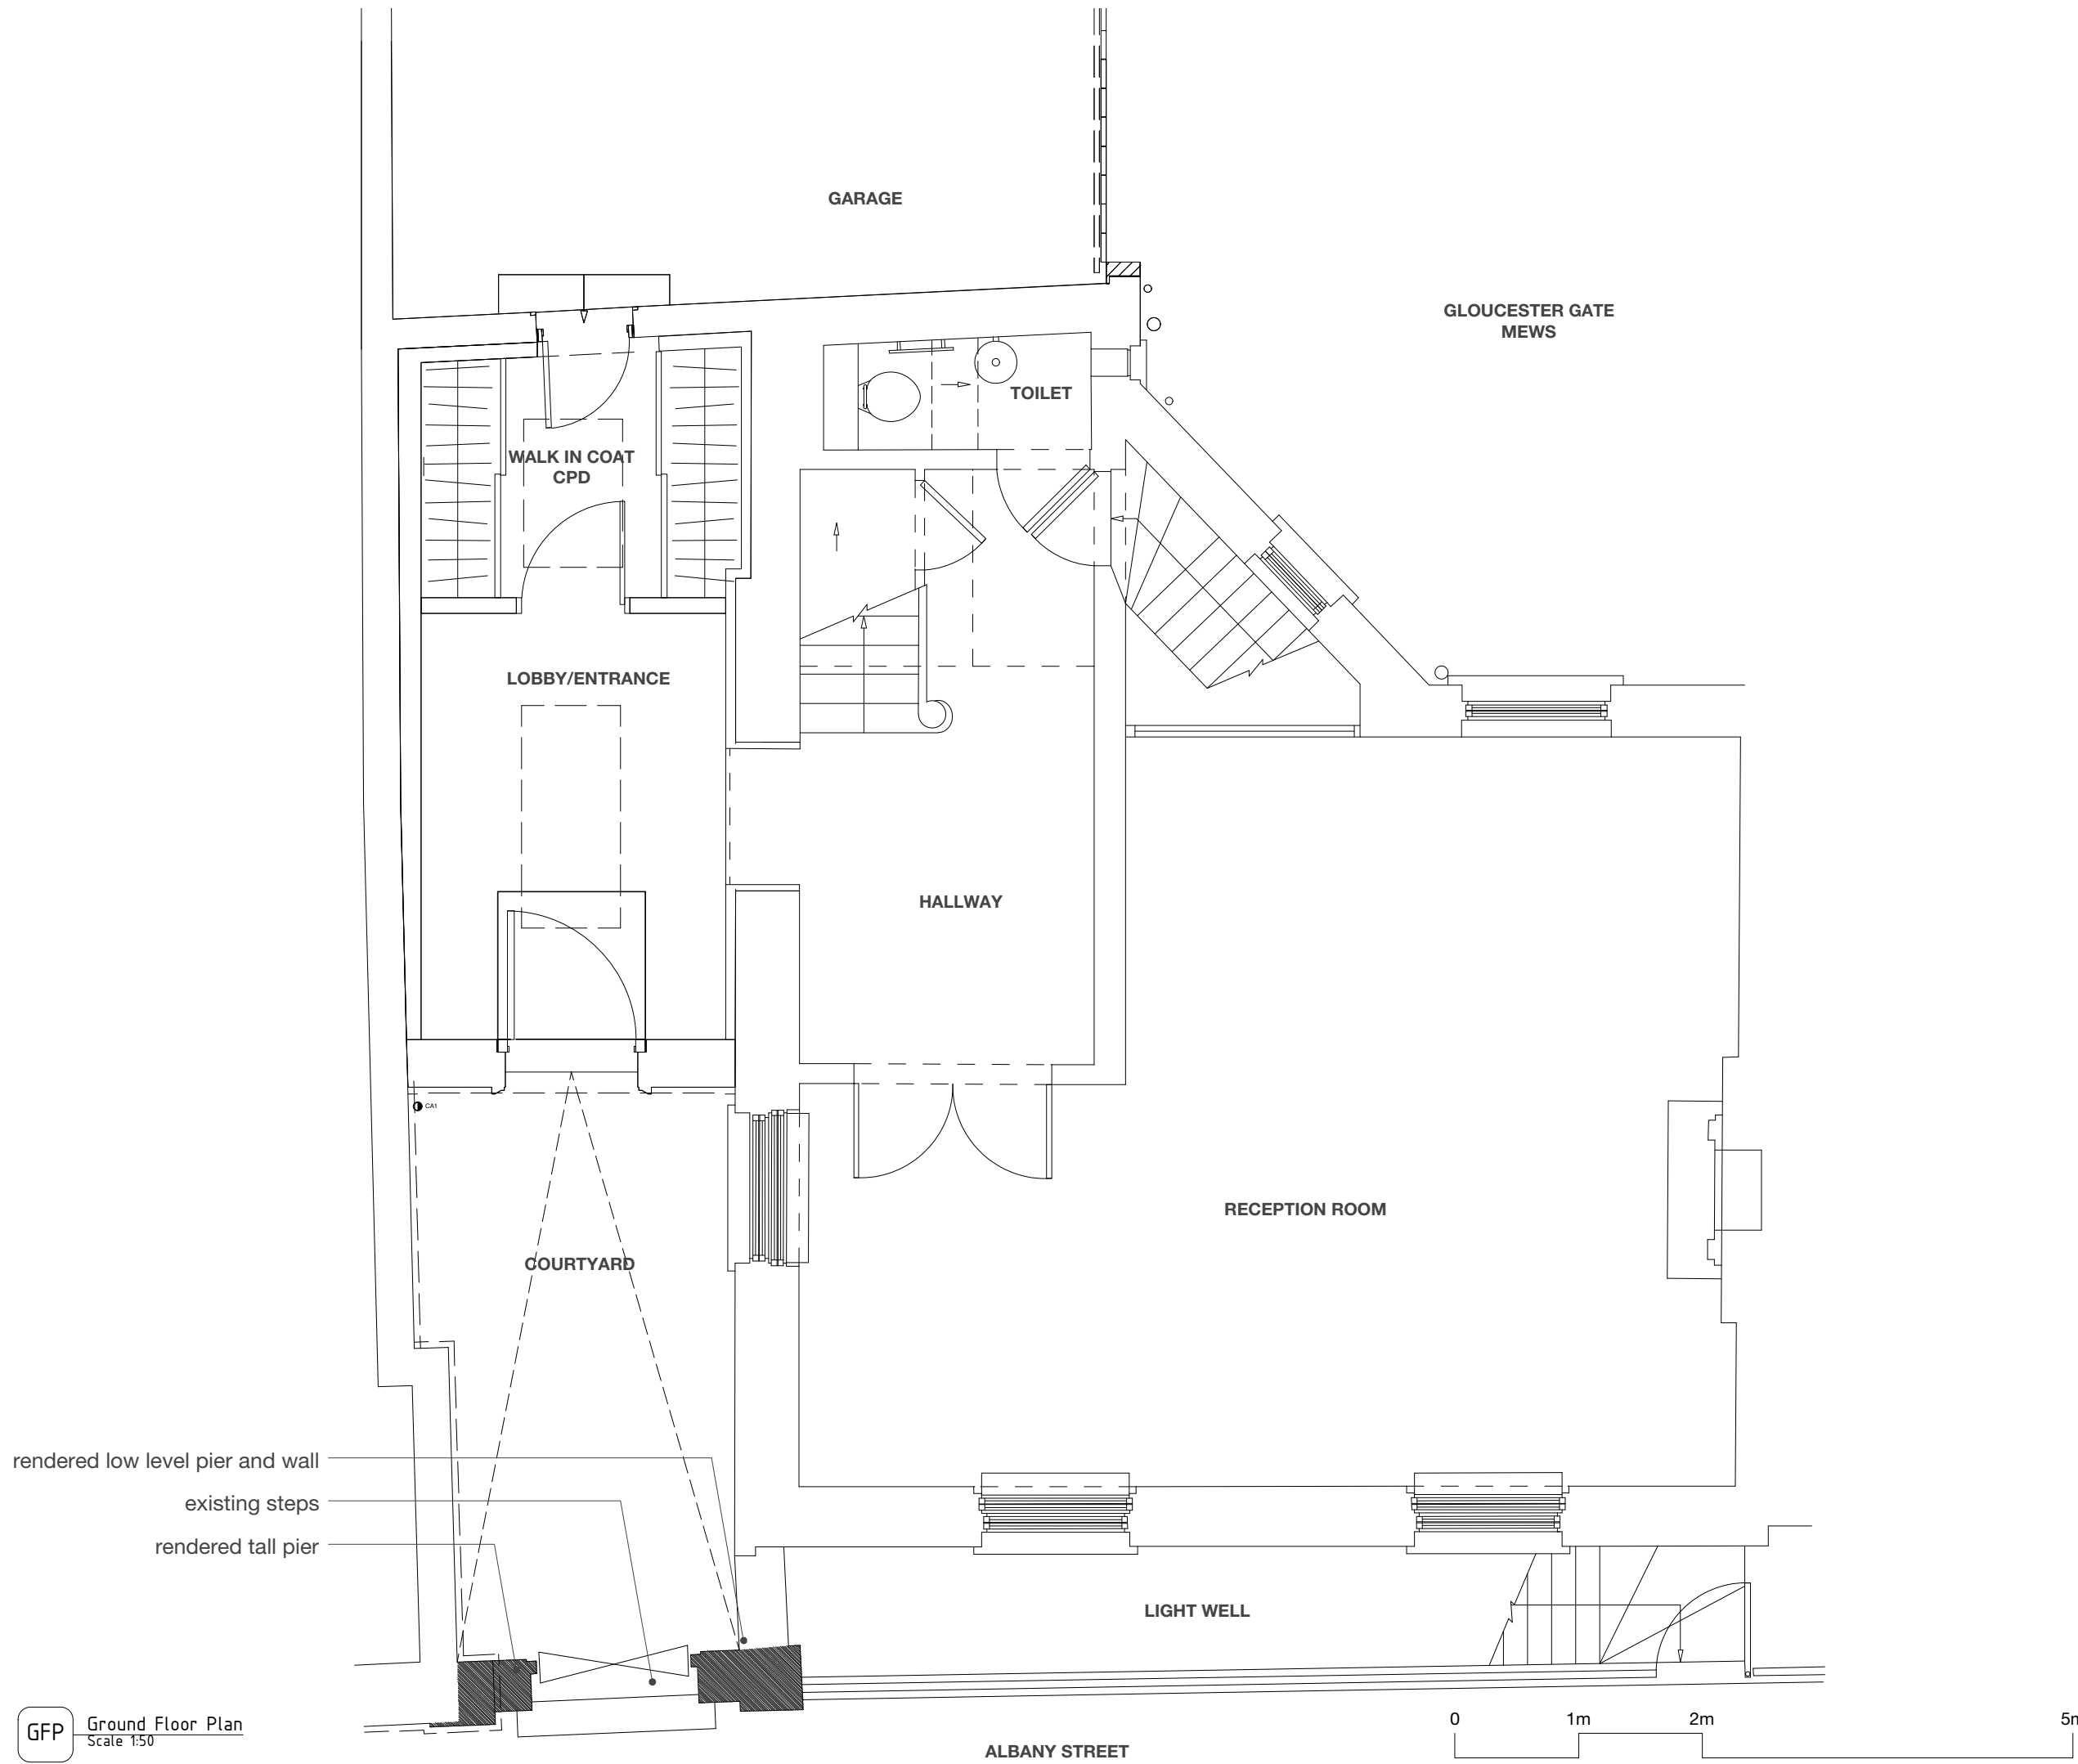 GARAGE
GLOUCESTER GATE
MEWS
TOILET
WALK IN COAT
CPD
LOBBY/ENTRANCE
HALLWAY
CA1
RECEPTION ROOM
COURTYARD
rendered low level pier and wall
existing steps
rendered tall pier
LIGHT WELL
GFP
Ground Floor Plan
Scale 1:50
0 1m 2m 5m
ALBANY STREET